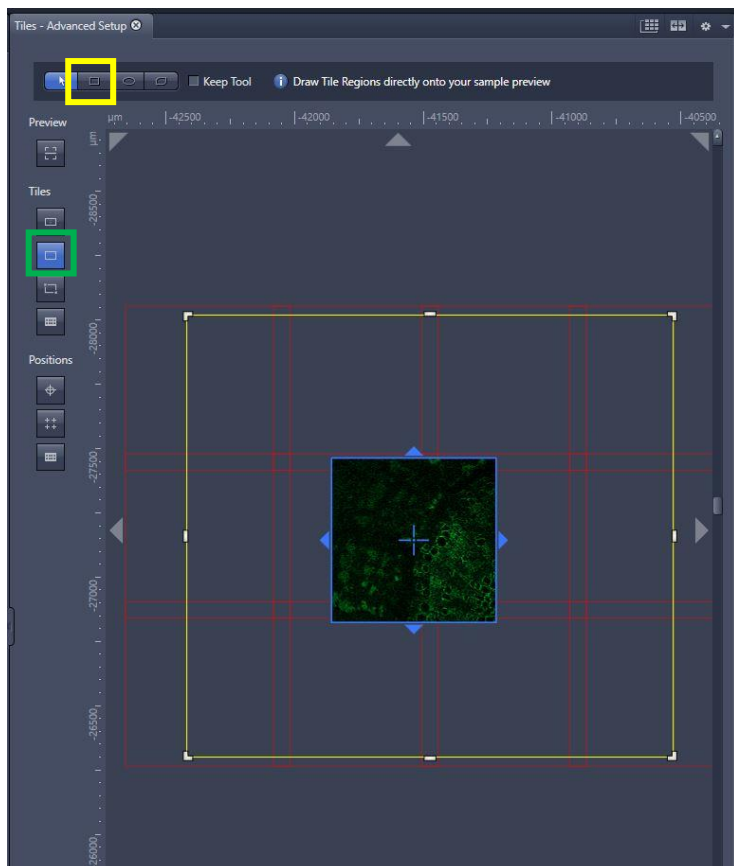 Tiles - Advanced Setup
Keep Tool
Draw Tile Regions directly onto your sample preview
Preview
µm
-42500
-42000
-41500
-41000
-40500
µm
Tiles
-28500
-28000
Positions
-27500
-27000
-26500
26000